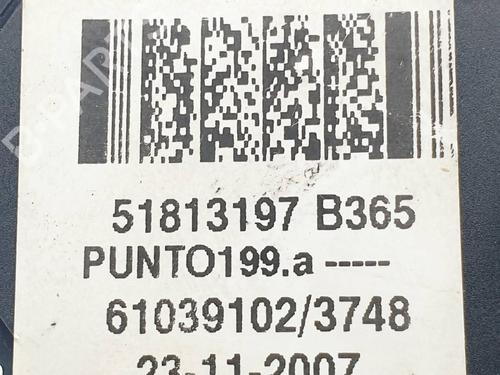 51813197 B365
PUNTO199.a -----
61039102/3748
23-11-2007